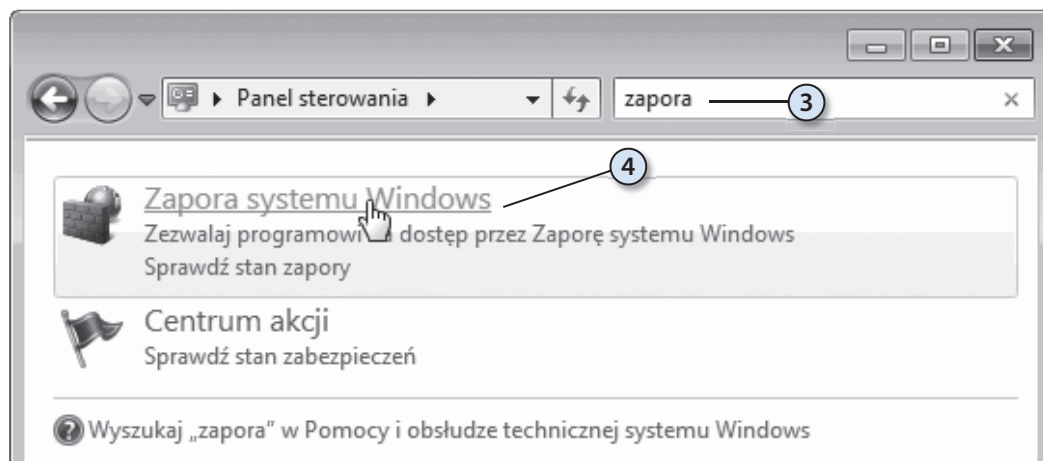 Panel sterowania
zapora
3
4
Zapora systemu Windows
Zezwalaj programowi na dostęp przez Zaporę systemu Windows
Sprawdź stan zapory
Centrum akcji
Sprawdź stan zabezpieczeń
Wyszukaj „zapora” w Pomocy i obsłudze technicznej systemu Windows